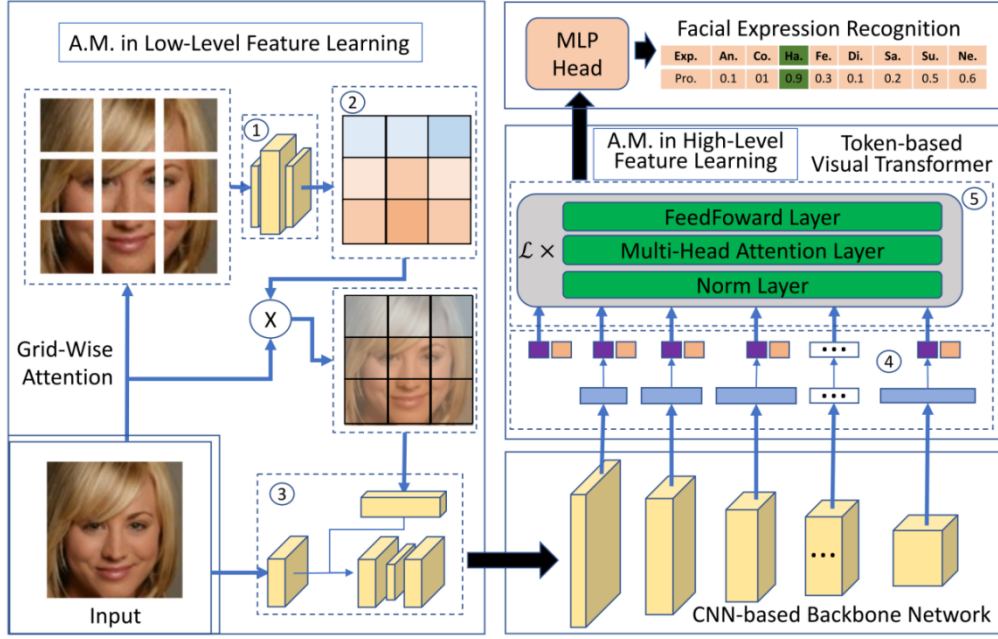 A.M. in Low-Level Feature Learning
1
2
X
Grid-Wise
Attention
3
Input
MLP
Head
Facial Expression Recognition
Exp. An. Co. Ha. Fe. Di. Sa. Su. Ne.
Pro. 0.1 01 0.9 0.3 0.1 0.2 0.5 0.6
A.M. in High-Level
Feature Learning
Token-based
Visual Transformer
5
ℒ ×
FeedFoward Layer
Multi-Head Attention Layer
Norm Layer
...
4
...
...
CNN-based Backbone Network